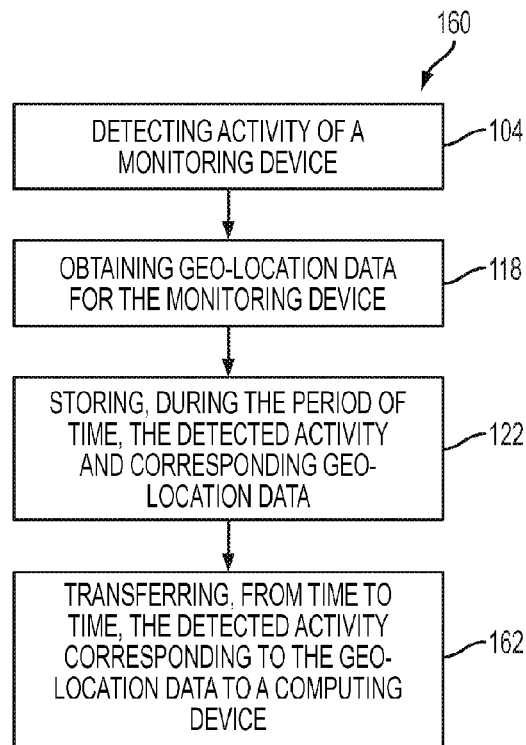 160
DETECTING ACTIVITY OF A
MONITORING DEVICE
104
OBTAINING GEO-LOCATION DATA
FOR THE MONITORING DEVICE
118
STORING, DURING THE PERIOD OF
TIME, THE DETECTED ACTIVITY
AND CORRESPONDING GEO-
LOCATION DATA
122
TRANSFERRING, FROM TIME TO
TIME, THE DETECTED ACTIVITY
CORRESPONDING TO THE GEO-
LOCATION DATA TO A COMPUTING
DEVICE
162